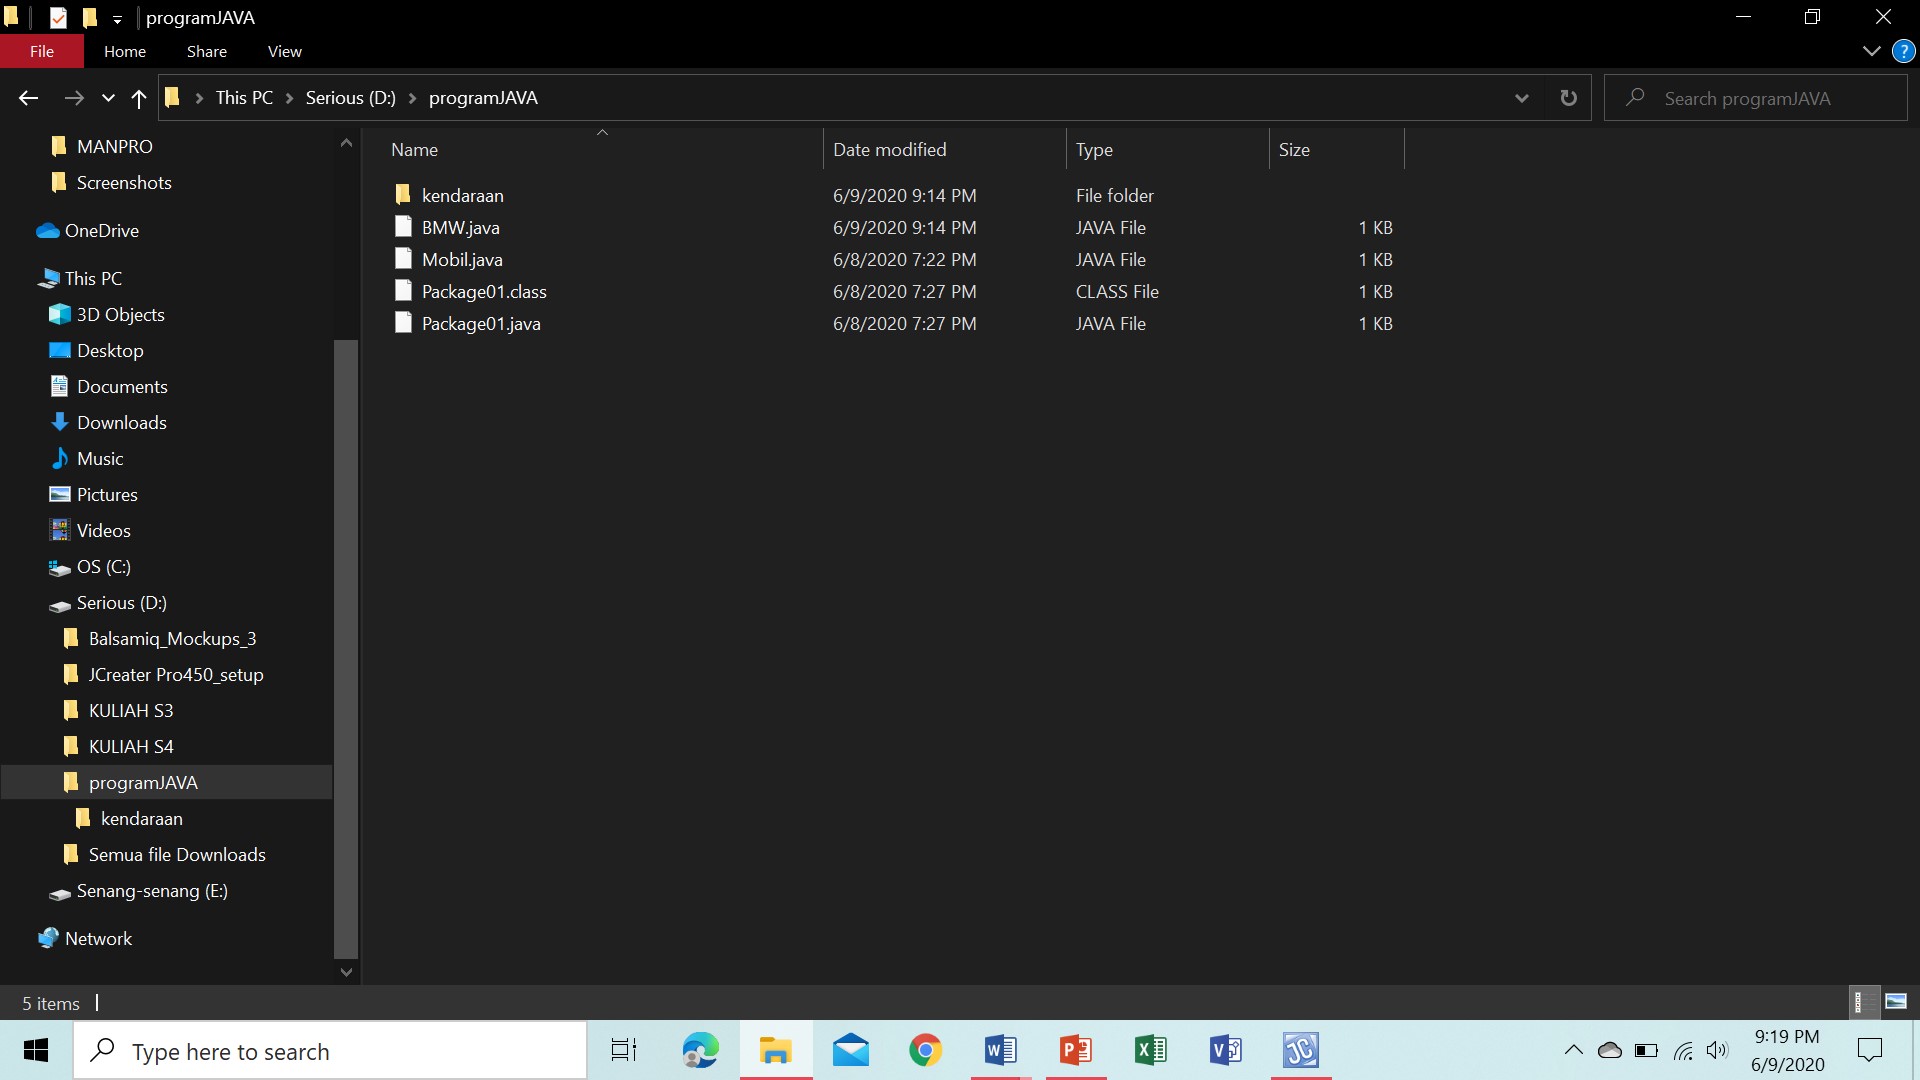 programJAVA
File Home Share View
This PC Serious (D:) programJAVA Search programJAVA
MANPRO
Screenshots
OneDrive
This PC
3D Objects
Desktop
Documents
Downloads
Music
Pictures
Videos
OS (C:)
Serious (D:)
Balsamiq_Mockups_3
JCreater Pro450_setup
KULIAH S3
KULIAH S4
programJAVA
kendaraan
Semua file Downloads
Senang-senang (E:)
Network
Name Date modified Type Size
kendaraan 6/9/2020 9:14 PM File folder
BMW.java 6/9/2020 9:14 PM JAVA File 1 KB
Mobil.java 6/8/2020 7:22 PM JAVA File 1 KB
Package01.class 6/8/2020 7:27 PM CLASS File 1 KB
Package01.java 6/8/2020 7:27 PM JAVA File 1 KB
5 items
Type here to search
9:19 PM
6/9/2020